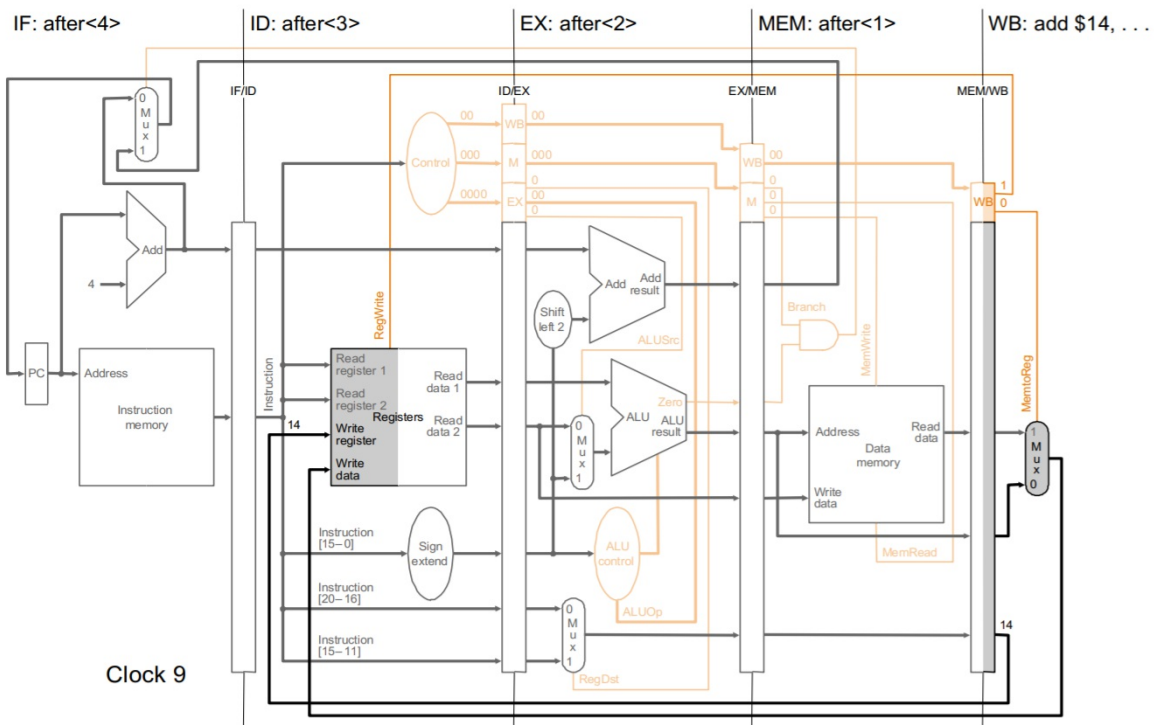 IF: after<4>
ID: after<3>
EX: after<2>
MEM: after<1>
WB: add $14, . . .
IF/ID
ID/EX
EX/MEM
MEM/WB
0
M
u
x
1
Control
00
000
0000
WB
M
EX
00
000
0
00
0
WB
M
00
0
0
0
WB
1
0
Add
4
RegWrite
Shift
left 2
Add
Add
result
ALUSrc
Branch
MemWrite
PC
Address
Instruction
memory
Instruction
14
Read
register 1
Read
register 2
Registers
Write
register
Write
data
Read
data 1
Read
data 2
0
M
u
x
1
Zero
ALU
ALU
result
Address
Read
data
Data
memory
Write
data
MemtoReg
1
M
u
x
0
Instruction
[15–0]
Sign
extend
ALU
control
MemRead
Instruction
[20–16]
ALUOp
0
M
u
x
1
Instruction
[15–11]
RegDst
14
Clock 9